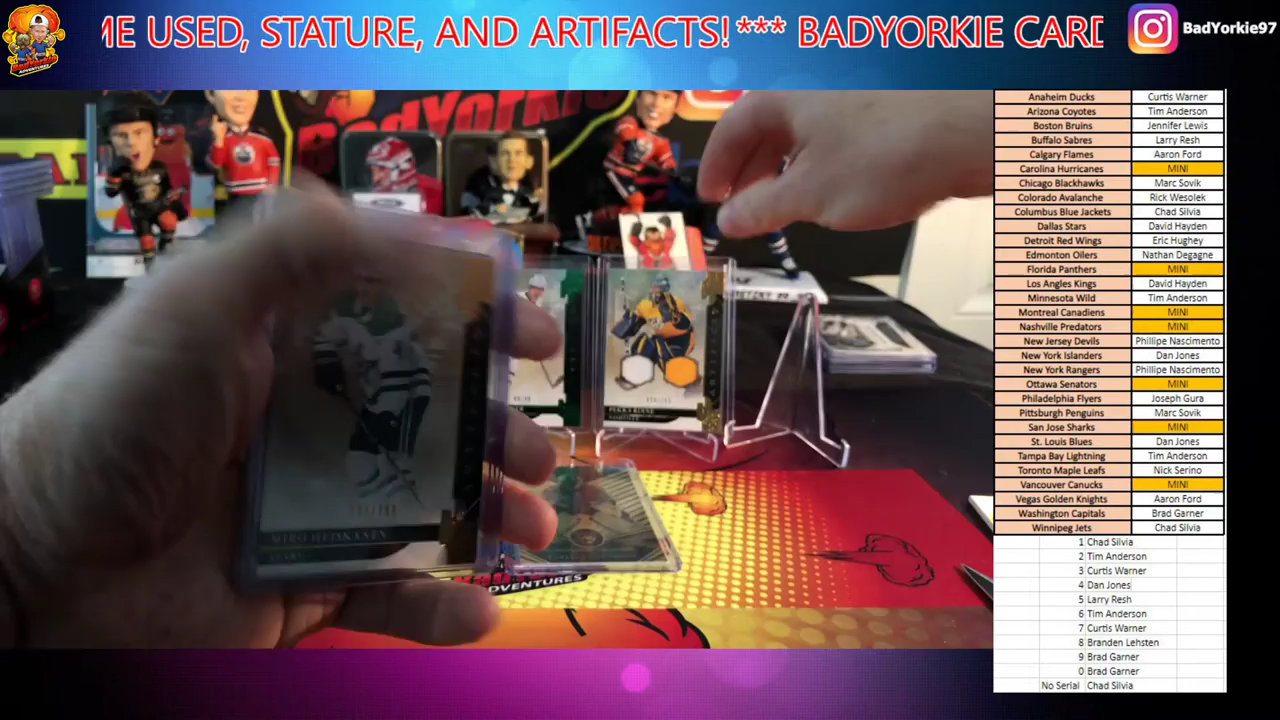 ME USED, STATURE, AND ARTIFACTS! *** BADYORKIE CARD
BadYorkie97
Anaheim Ducks Curtis Warner
Arizona Coyotes Tim Anderson
Boston Bruins Jennifer Lewis
Buffalo Sabres Larry Resh
Calgary Flames Aaron Ford
Carolina Hurricanes MINI
Chicago Blackhawks Marc Sovik
Colorado Avalanche Rick Wesolek
Columbus Blue Jackets Chad Silvia
Dallas Stars David Hayden
Detroit Red Wings Eric Hughey
Edmonton Oilers Nathan Degagne
Florida Panthers MINI
Los Angles Kings David Hayden
Minnesota Wild Tim Anderson
Montreal Canadiens MINI
Nashville Predators MINI
New Jersey Devils Phillipe Nascimento
New York Islanders Dan Jones
New York Rangers Phillipe Nascimento
Ottawa Senators MINI
Philadelphia Flyers Joseph Gura
Pittsburgh Penguins Marc Sovik
San Jose Sharks MINI
St. Louis Blues Dan Jones
Tampa Bay Lightning Tim Anderson
Toronto Maple Leafs Nick Serino
Vancouver Canucks MINI
Vegas Golden Knights Aaron Ford
Washington Capitals Brad Garner
Winnipeg Jets Chad Silvia
1 Chad Silvia
2 Tim Anderson
3 Curtis Warner
4 Dan Jones
5 Larry Resh
6 Tim Anderson
7 Curtis Warner
8 Branden Lehsten
9 Brad Garner
0 Brad Garner
No Serial Chad Silvia
BadYorkie
PEKKA RINNE
MIRO HEISKANEN
ADVENTURES